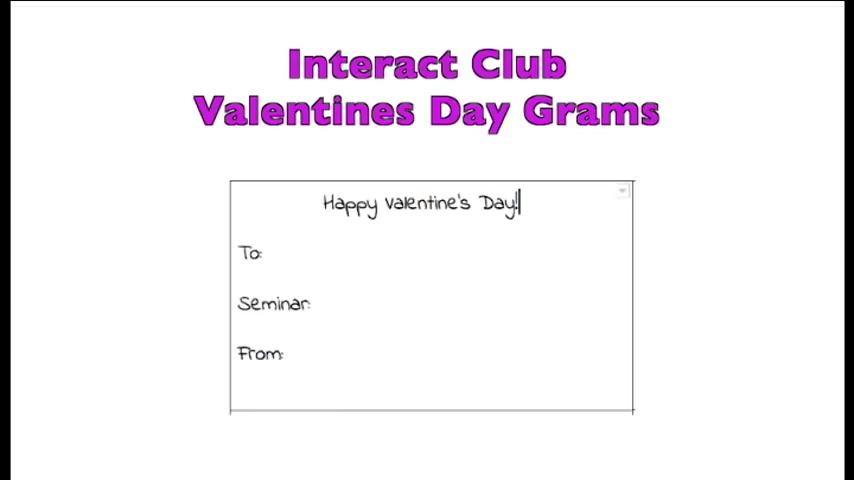 Interact Club
Valentines Day Grams
Happy Valentine's Day!
To:
Seminar:
From: